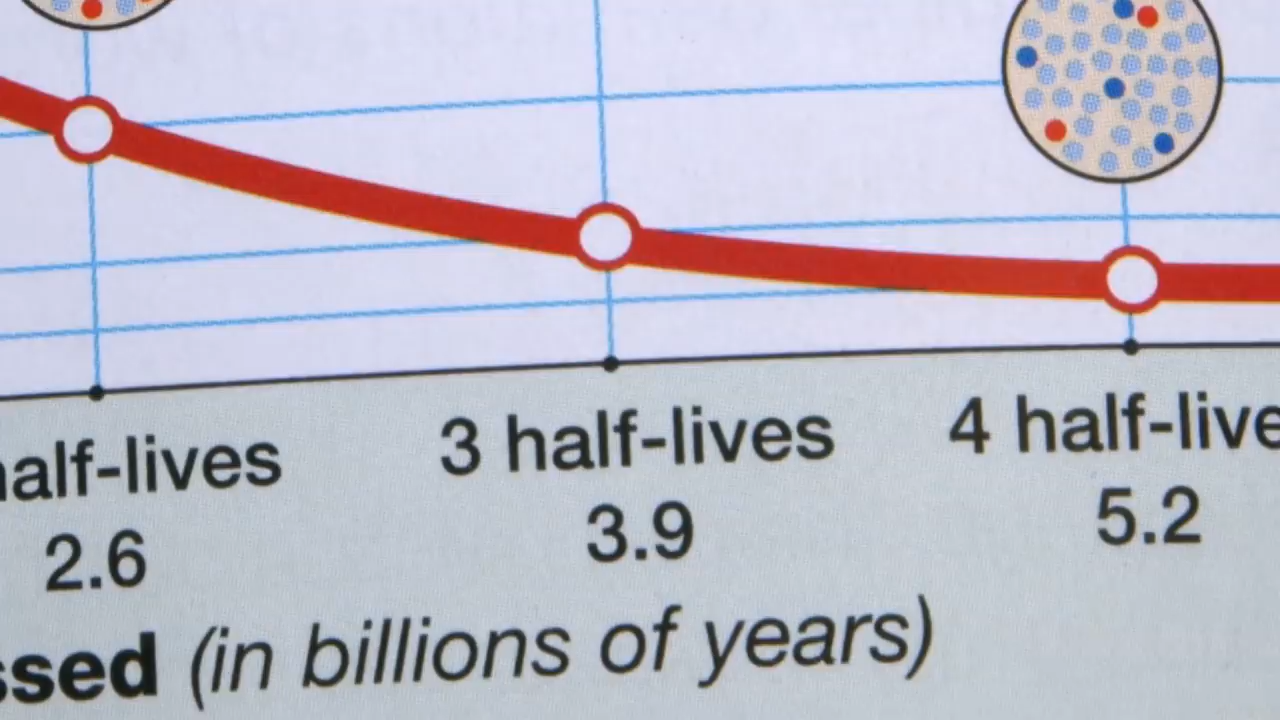 half-lives 3 half-lives 4 half-live
2.6 3.9 5.2
ssed (in billions of years)